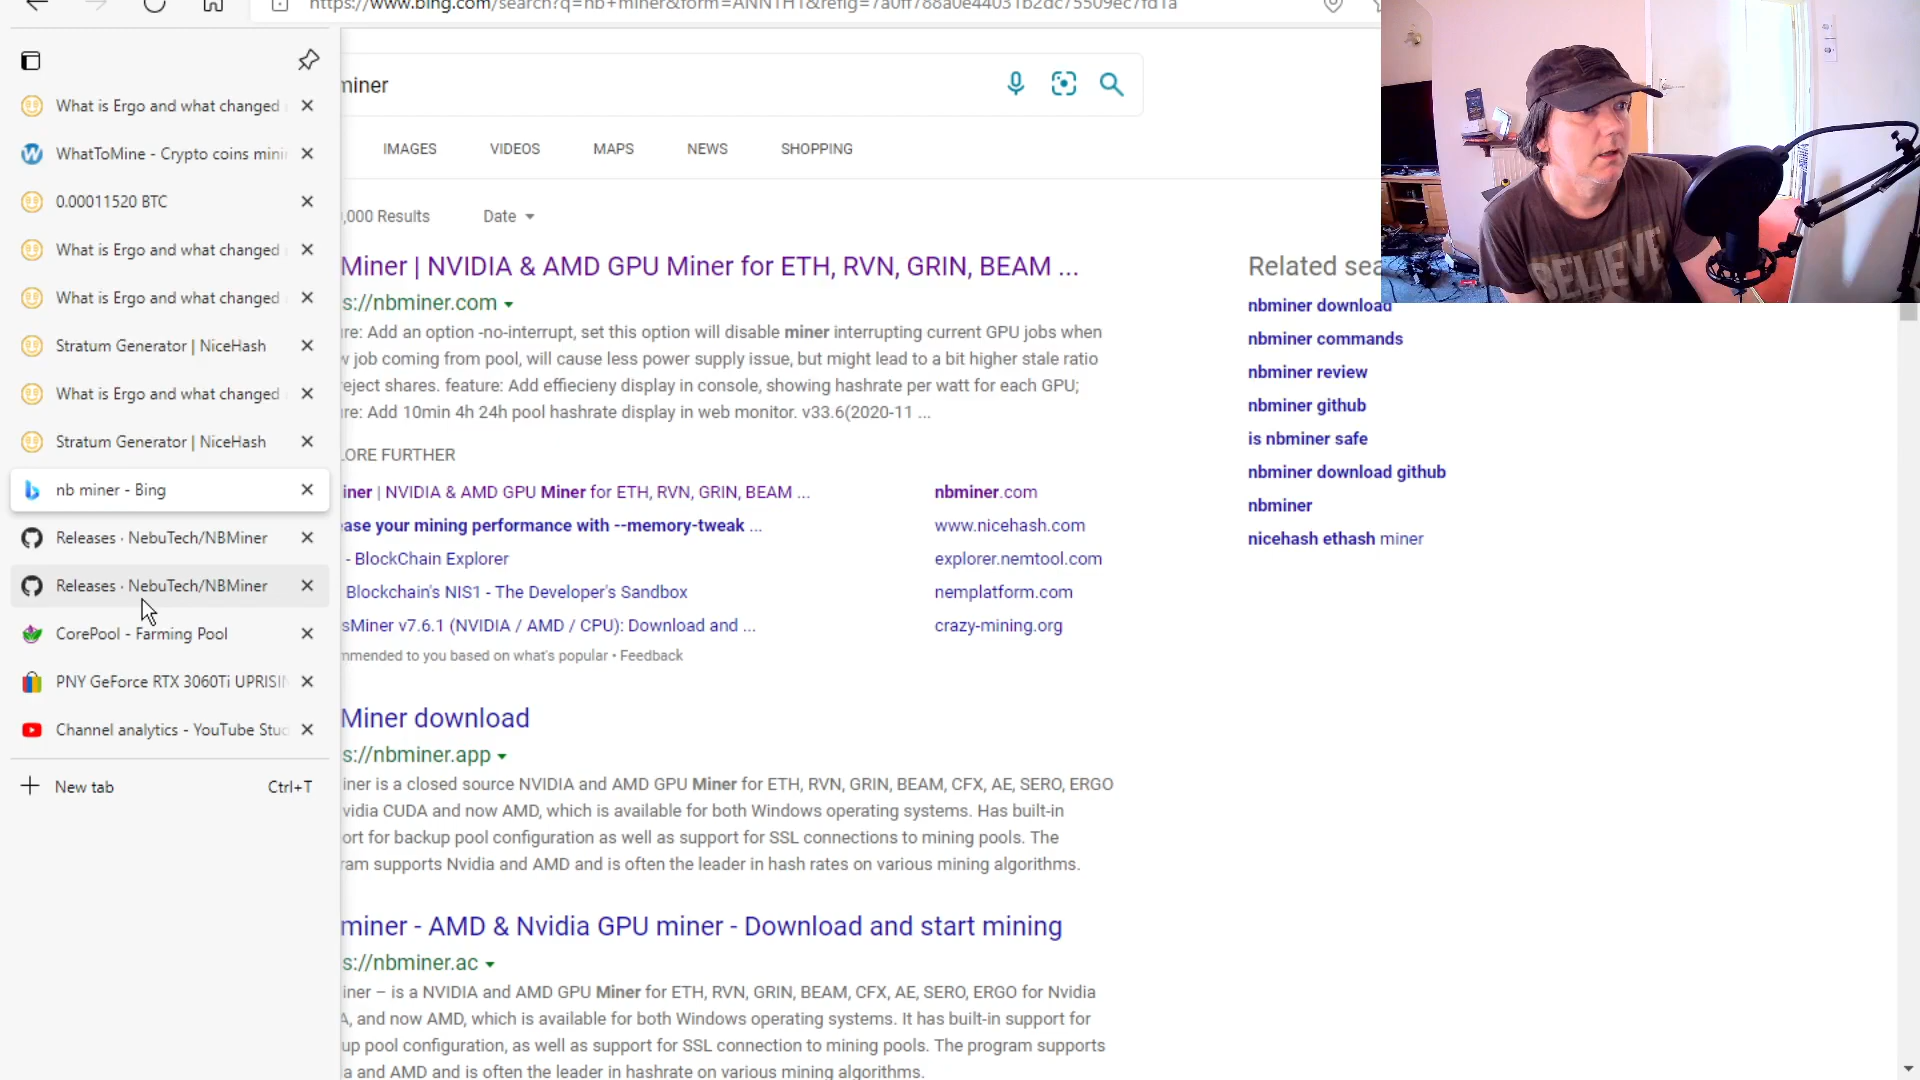 https://www.bing.com/search?q=nb+miner&form=ANNTH1&refig=7a0ff788a0e44031b2dc75509ec7fd1a
What is Ergo and what changed
WhatToMine - Crypto coins mini
0.00011520 BTC
What is Ergo and what changed
What is Ergo and what changed
Stratum Generator | NiceHash
What is Ergo and what changed
Stratum Generator | NiceHash
nb miner - Bing
Releases · NebuTech/NBMiner
Releases · NebuTech/NBMiner
CorePool - Farming Pool
PNY GeForce RTX 3060Ti UPRISIN
Channel analytics - YouTube Stud
New tab Ctrl+T
miner
IMAGES VIDEOS MAPS NEWS SHOPPING
,000 Results Date
Miner | NVIDIA & AMD GPU Miner for ETH, RVN, GRIN, BEAM ...
s://nbminer.com
re: Add an option -no-interrupt, set this option will disable miner interrupting current GPU jobs when
w job coming from pool, will cause less power supply issue, but might lead to a bit higher stale ratio
reject shares. feature: Add effiecieny display in console, showing hashrate per watt for each GPU;
re: Add 10min 4h 24h pool hashrate display in web monitor. v33.6(2020-11 ...
LORE FURTHER
iner | NVIDIA & AMD GPU Miner for ETH, RVN, GRIN, BEAM ... nbminer.com
ase your mining performance with --memory-tweak ... www.nicehash.com
- BlockChain Explorer explorer.nemtool.com
Blockchain's NIS1 - The Developer's Sandbox nemplatform.com
sMiner v7.6.1 (NVIDIA / AMD / CPU): Download and ... crazy-mining.org
mmended to you based on what's popular • Feedback
Miner download
s://nbminer.app
iner is a closed source NVIDIA and AMD GPU Miner for ETH, RVN, GRIN, BEAM, CFX, AE, SERO, ERGO
vidia CUDA and now AMD, which is available for both Windows operating systems. Has built-in
ort for backup pool configuration as well as support for SSL connections to mining pools. The
ram supports Nvidia and AMD and is often the leader in hash rates on various mining algorithms.
miner - AMD & Nvidia GPU miner - Download and start mining
s://nbminer.ac
iner – is a NVIDIA and AMD GPU Miner for ETH, RVN, GRIN, BEAM, CFX, AE, SERO, ERGO for Nvidia
A, and now AMD, which is available for both Windows operating systems. It has built-in support for
up pool configuration, as well as support for SSL connection to mining pools. The program supports
a and AMD and is often the leader in hashrate on various mining algorithms.
Related sea
nbminer download
nbminer commands
nbminer review
nbminer github
is nbminer safe
nbminer download github
nbminer
nicehash ethash miner
BELIEVE